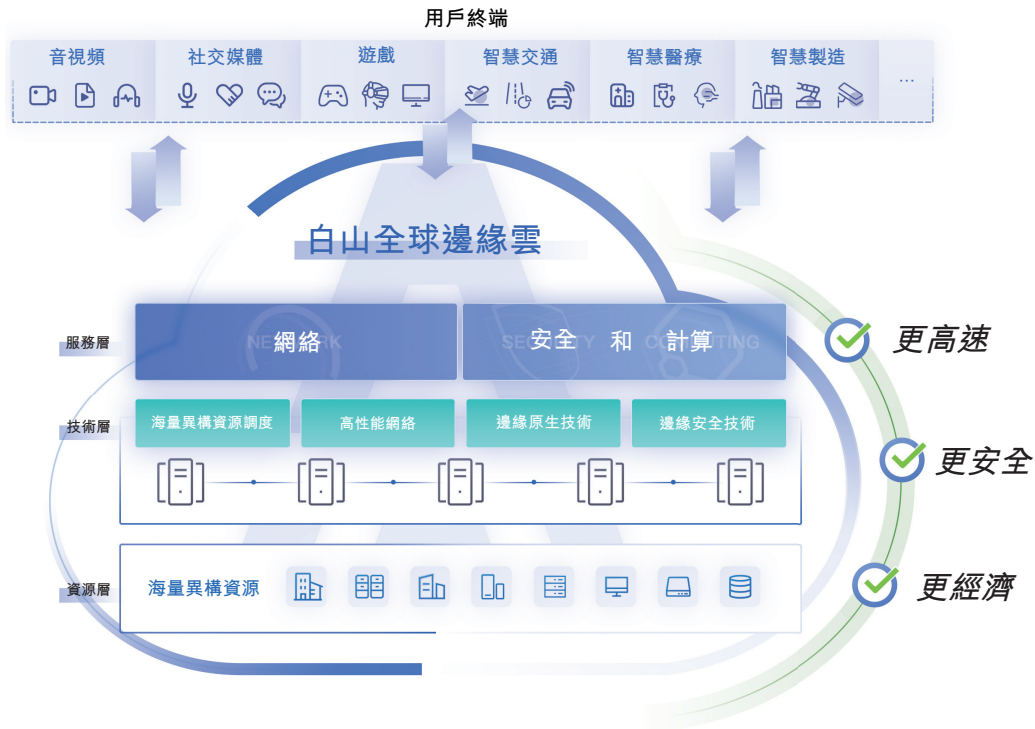 用戶終端
音視頻 社交媒體 遊戲 智慧交通 智慧醫療 智慧製造 ...
白山全球邊緣雲
服務層 NETWORK 網絡 SECURITY 安全 和 COMPUTING 計算
更高速
技術層 海量異構資源調度 高性能網絡 邊緣原生技術 邊緣安全技術
更安全
資源層 海量異構資源
更經濟